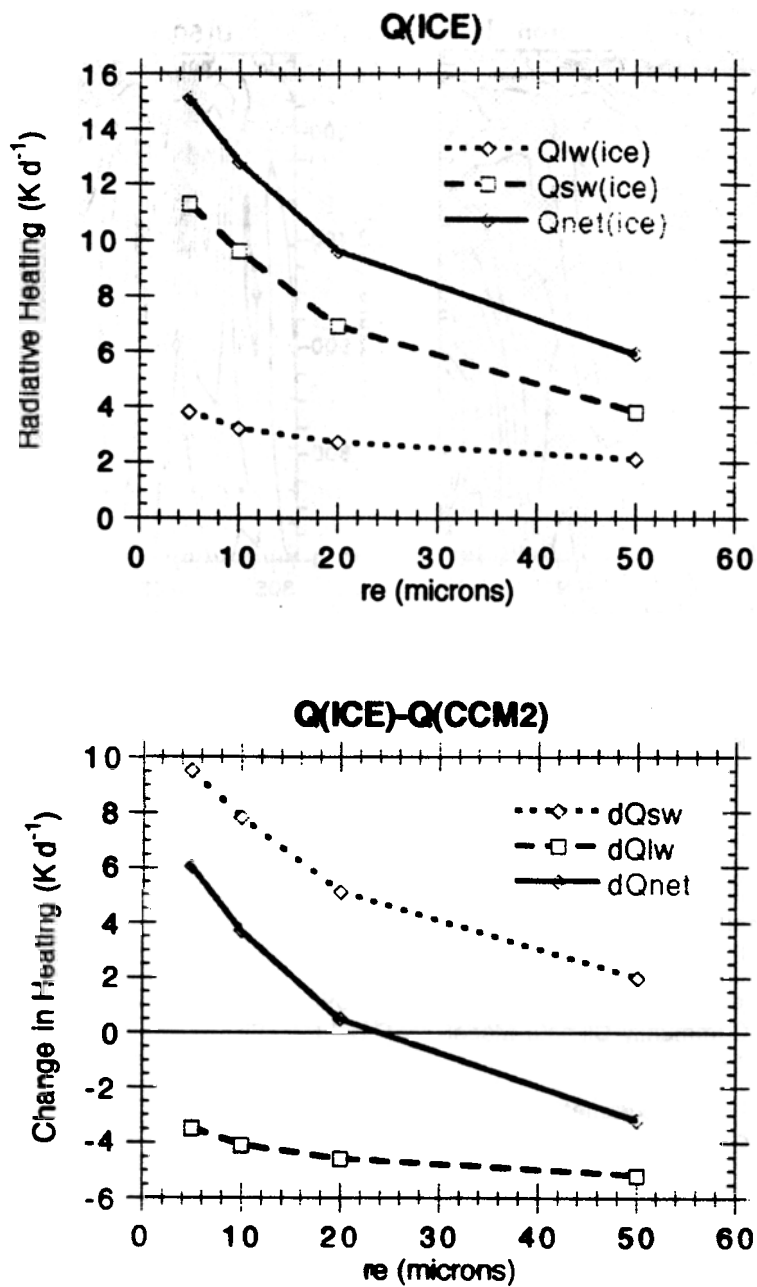 Q(ICE)
Radiative Heating (K d⁻¹)
16
14
12
10
8
6
4
2
0
Qlw(ice)
Qsw(ice)
Qnet(ice)
0 10 20 30 40 50 60
re (microns)
Q(ICE)-Q(CCM2)
Change in Heating (K d⁻¹)
10
8
6
4
2
0
-2
-4
-6
dQsw
dQlw
dQnet
0 10 20 30 40 50 60
re (microns)